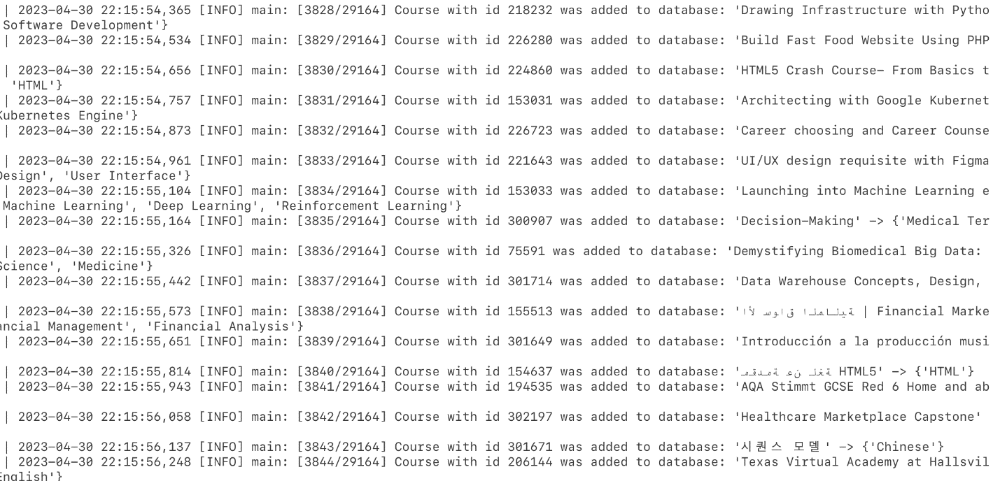 | 2023-04-30 22:15:54,365 [INFO] main: [3828/29164] Course with id 218232 was added to database: 'Drawing Infrastructure with Pytho
Software Development'}
| 2023-04-30 22:15:54,534 [INFO] main: [3829/29164] Course with id 226280 was added to database: 'Build Fast Food Website Using PHP
| 2023-04-30 22:15:54,656 [INFO] main: [3830/29164] Course with id 224860 was added to database: 'HTML5 Crash Course– From Basics t
'HTML'}
| 2023-04-30 22:15:54,757 [INFO] main: [3831/29164] Course with id 153031 was added to database: 'Architecting with Google Kubernet
Kubernetes Engine'}
| 2023-04-30 22:15:54,873 [INFO] main: [3832/29164] Course with id 226723 was added to database: 'Career choosing and Career Counse
| 2023-04-30 22:15:54,961 [INFO] main: [3833/29164] Course with id 221643 was added to database: 'UI/UX design requisite with Figma
Design', 'User Interface'}
| 2023-04-30 22:15:55,104 [INFO] main: [3834/29164] Course with id 153033 was added to database: 'Launching into Machine Learning e
Machine Learning', 'Deep Learning', 'Reinforcement Learning'}
| 2023-04-30 22:15:55,164 [INFO] main: [3835/29164] Course with id 300907 was added to database: 'Decision-Making' -> {'Medical Ter
| 2023-04-30 22:15:55,326 [INFO] main: [3836/29164] Course with id 75591 was added to database: 'Demystifying Biomedical Big Data:
Science', 'Medicine'}
| 2023-04-30 22:15:55,442 [INFO] main: [3837/29164] Course with id 301714 was added to database: 'Data Warehouse Concepts, Design,
| 2023-04-30 22:15:55,573 [INFO] main: [3838/29164] Course with id 155513 was added to database: 'الأسواق المالية | Financial Marke
ancial Management', 'Financial Analysis'}
| 2023-04-30 22:15:55,651 [INFO] main: [3839/29164] Course with id 301649 was added to database: 'Introducción a la producción musi
| 2023-04-30 22:15:55,814 [INFO] main: [3840/29164] Course with id 154637 was added to database: 'مقدمة عن لغة HTML5' -> {'HTML'}
| 2023-04-30 22:15:55,943 [INFO] main: [3841/29164] Course with id 194535 was added to database: 'AQA Stimmt GCSE Red 6 Home and ab
| 2023-04-30 22:15:56,058 [INFO] main: [3842/29164] Course with id 302197 was added to database: 'Healthcare Marketplace Capstone'
| 2023-04-30 22:15:56,137 [INFO] main: [3843/29164] Course with id 301671 was added to database: '시퀀스 모델' -> {'Chinese'}
| 2023-04-30 22:15:56,248 [INFO] main: [3844/29164] Course with id 206144 was added to database: 'Texas Virtual Academy at Hallsvil
English'}